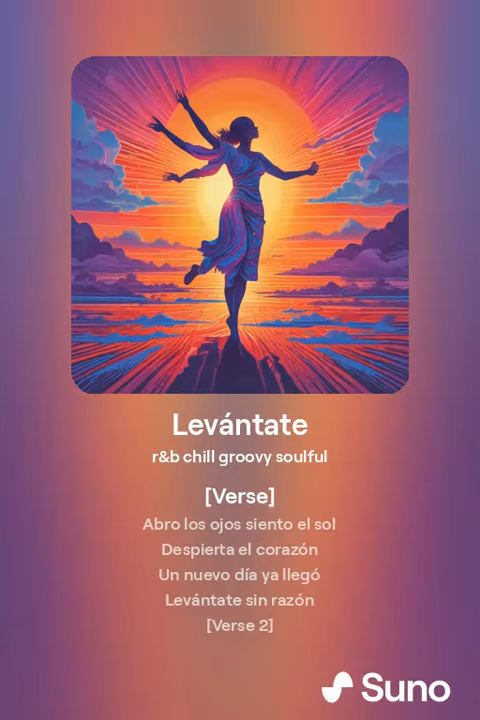 Levántate
r&b chill groovy soulful
[Verse]
Abro los ojos siento el sol
Despierta el corazón
Un nuevo día ya llegó
Levántate sin razón
[Verse 2]
Suno